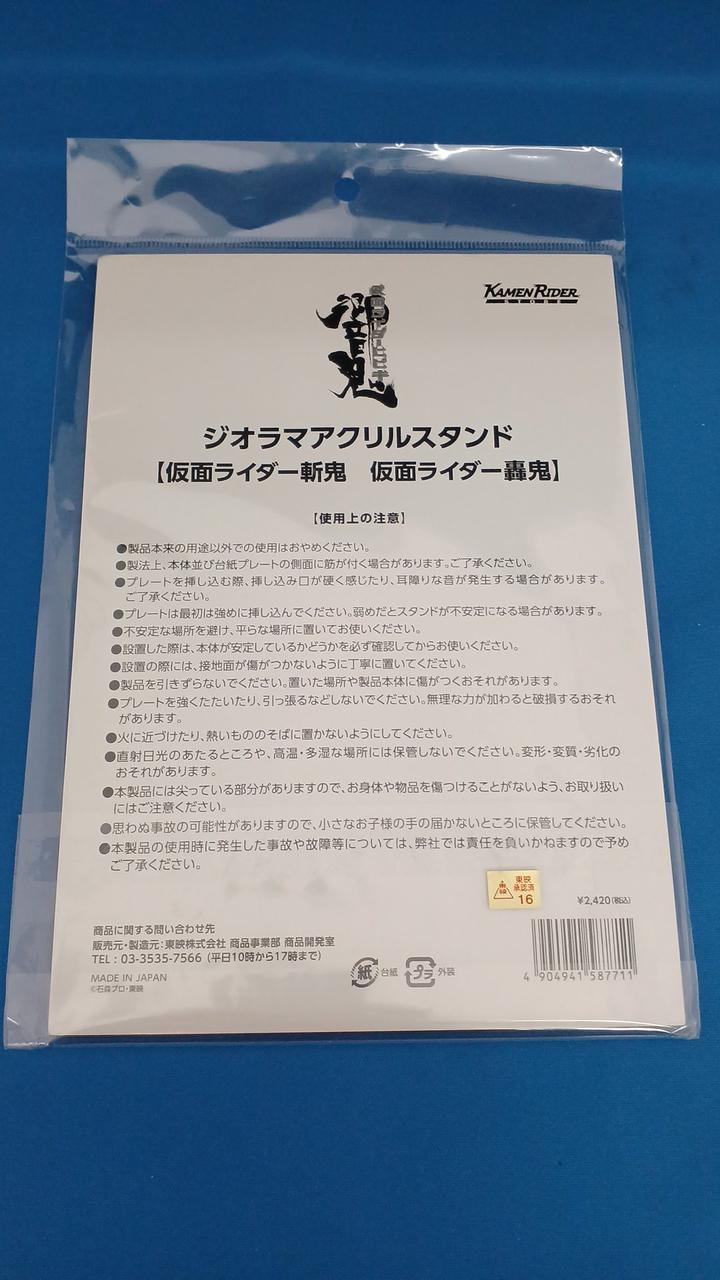 仮面ライダーヒビキ
響鬼
KAMEN RIDER
STORE
ジオラマアクリルスタンド
【仮面ライダー斬鬼　仮面ライダー轟鬼】
【使用上の注意】
●製品本来の用途以外での使用はおやめください。
●製法上、本体並び台紙プレートの側面に筋が付く場合があります。ご了承ください。
●プレートを挿し込む際、挿し込み口が硬く感じたり、耳障りな音が発生する場合があります。
ご了承ください。
●プレートは最初は強めに挿し込んでください。弱めだとスタンドが不安定になる場合があります。
●不安定な場所を避け、平らな場所に置いてお使いください。
●設置した際は、本体が安定しているかどうかを必ず確認してからお使いください。
●設置の際には、接地面が傷がつかないように丁寧に置いてください。
●製品を引きずらないでください。置いた場所や製品本体に傷がつくおそれがあります。
●プレートを強くたたいたり、引っ張るなどしないでください。無理な力が加わると破損するおそれ
があります。
●火に近づけたり、熱いもののそばに置かないようにしてください。
●直射日光のあたるところや、高温・多湿な場所には保管しないでください。変形・変質・劣化の
おそれがあります。
●本製品には尖っている部分がありますので、お身体や物品を傷つけることがないよう、お取り扱い
にはご注意ください。
●思わぬ事故の可能性がありますので、小さなお子様の手の届かないところに保管してください。
●本製品の使用時に発生した事故や故障等については、弊社では責任を負いかねますので予め
ご了承ください。
東映
承認済
16
¥2,420(税込)
商品に関する問い合わせ先
販売元・製造元：東映株式会社 商品事業部 商品開発室
TEL：03-3535-7566（平日10時から17時まで）
MADE IN JAPAN
©石森プロ・東映
紙 台紙
プラ 外装
4 904941 587711